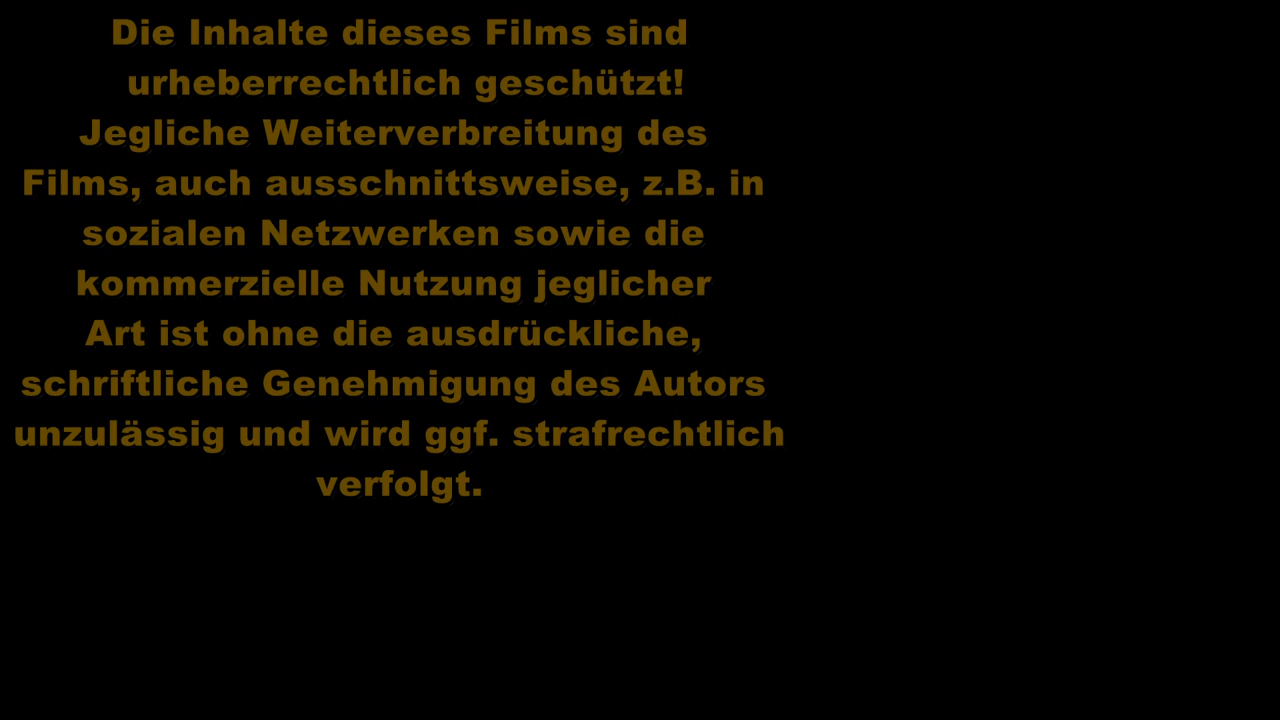 Die Inhalte dieses Films sind
urheberrechtlich geschützt!
Jegliche Weiterverbreitung des
Films, auch ausschnittsweise, z.B. in
sozialen Netzwerken sowie die
kommerzielle Nutzung jeglicher
Art ist ohne die ausdrückliche,
schriftliche Genehmigung des Autors
unzulässig und wird ggf. strafrechtlich
verfolgt.